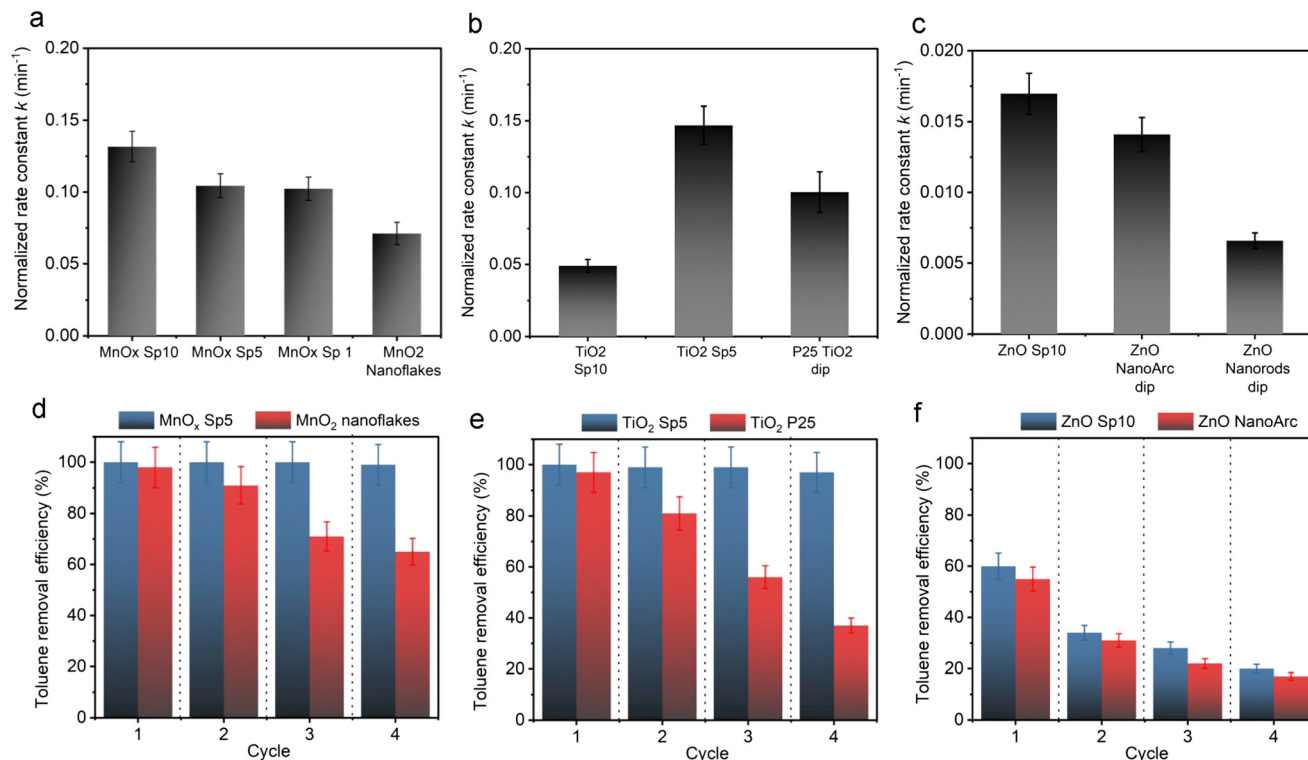 a
Normalized rate constant k (min⁻¹)
0.20
0.15
0.10
0.05
0.00
MnOx Sp10
MnOx Sp5
MnOx Sp 1
MnO2
Nanoflakes
b
Normalized rate constant k (min⁻¹)
0.20
0.15
0.10
0.05
0.00
TiO2
Sp10
TiO2 Sp5
P25 TiO2
dip
c
Normalized rate constant k (min⁻¹)
0.020
0.015
0.010
0.005
0.000
ZnO Sp10
ZnO
NanoArc
dip
ZnO
Nanorods
dip
d
MnOₓ Sp5
MnO₂ nanoflakes
Toluene removal efficiency (%)
100
80
60
40
20
0
1
2
3
4
Cycle
e
TiO₂ Sp5
TiO₂ P25
Toluene removal efficiency (%)
100
80
60
40
20
0
1
2
3
4
Cycle
f
ZnO Sp10
ZnO NanoArc
Toluene removal efficiency (%)
100
80
60
40
20
0
1
2
3
4
Cycle